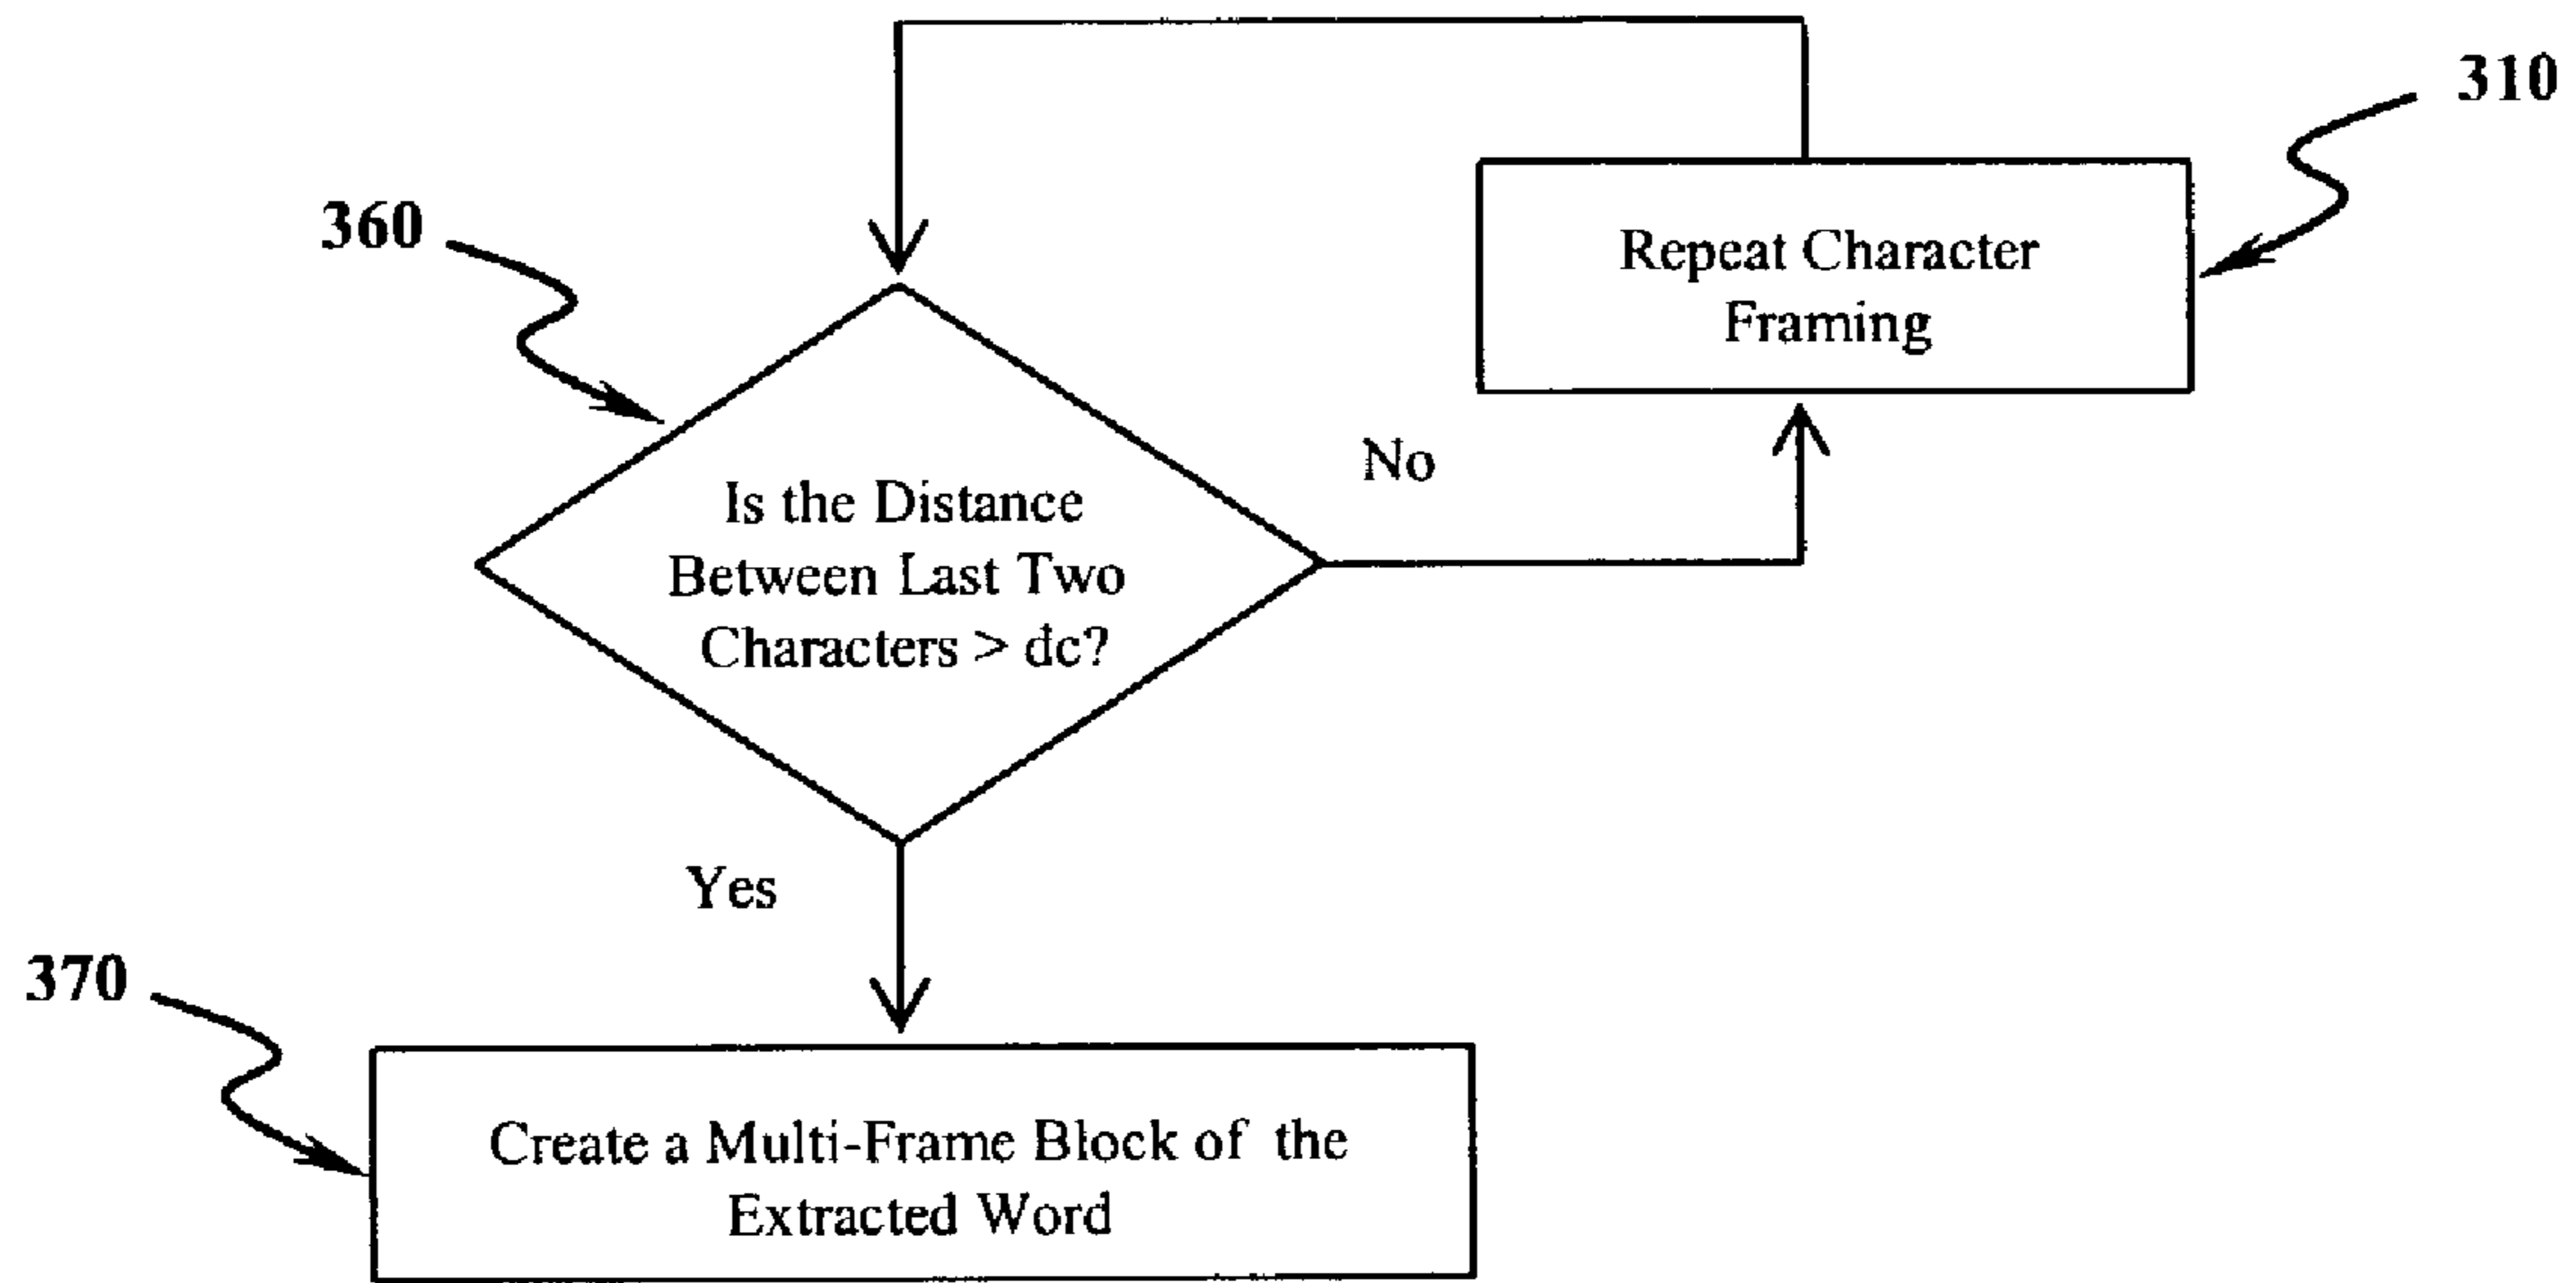 310
360
Repeat Character
Framing
No
Is the Distance
Between Last Two
Characters > dc?
Yes
370
Create a Multi-Frame Block of the
Extracted Word